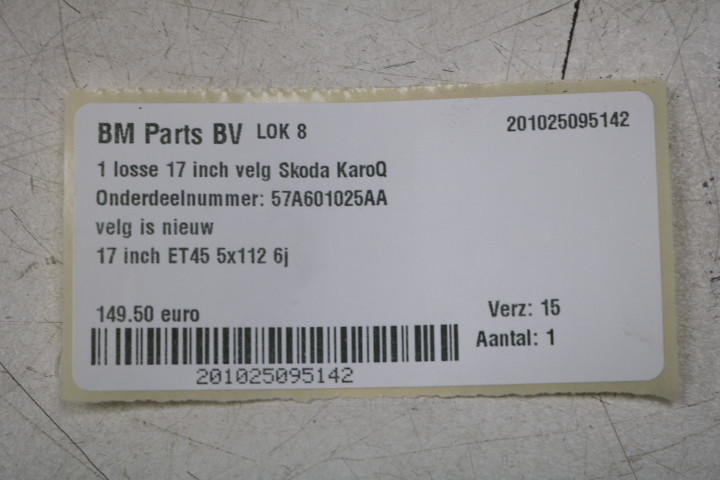 BM Parts BV LOK 8 201025095142
1 losse 17 inch velg Skoda KaroQ
Onderdeelnummer: 57A601025AA
velg is nieuw
17 inch ET45 5x112 6j
149.50 euro Verz: 15
Aantal: 1
201025095142